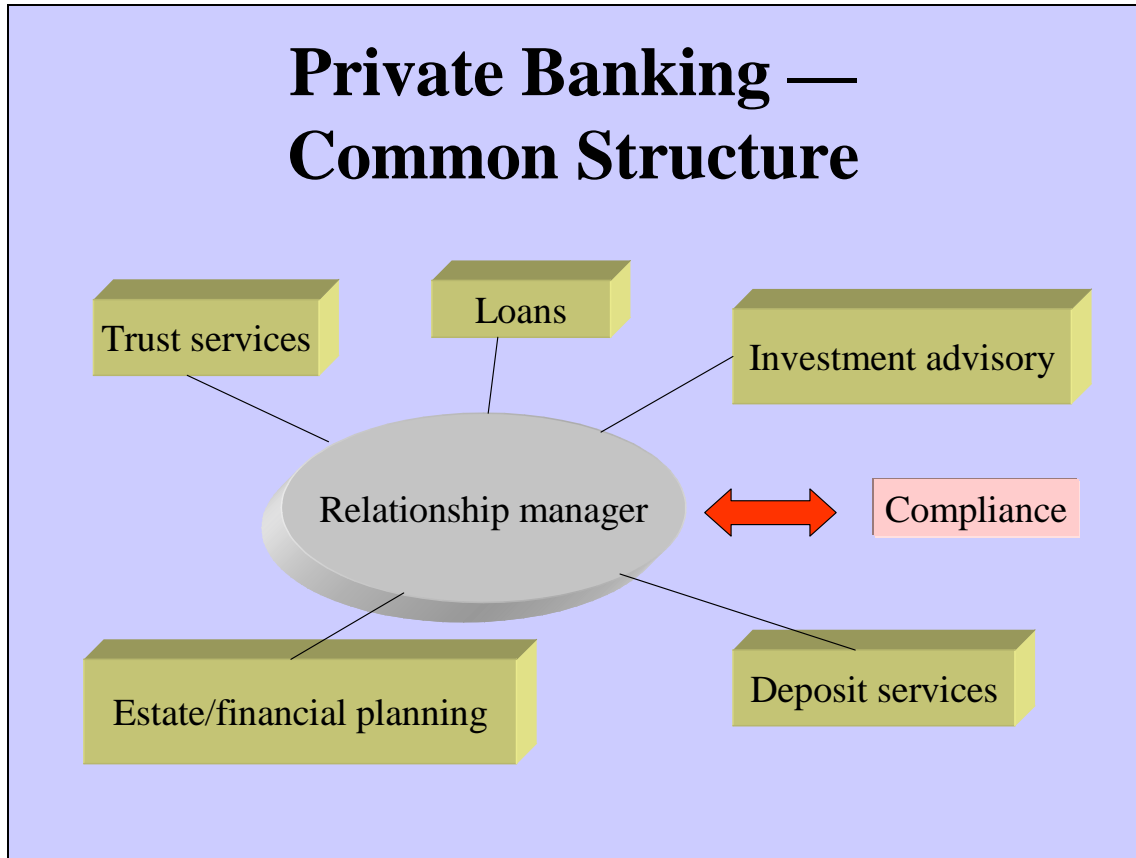 Private Banking —
Common Structure
Trust services
Loans
Investment advisory
Relationship manager
Compliance
Estate/financial planning
Deposit services